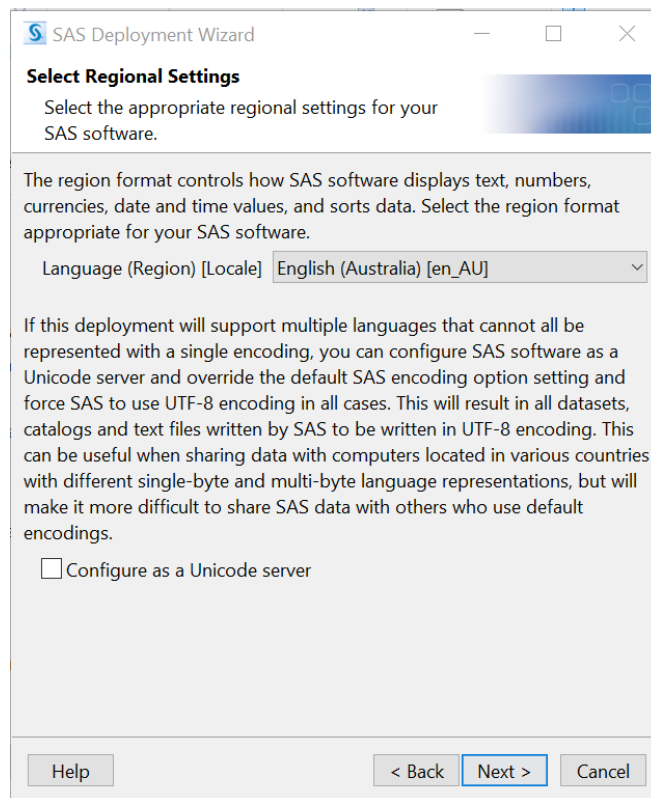 SAS Deployment Wizard
Select Regional Settings
Select the appropriate regional settings for your
SAS software.
The region format controls how SAS software displays text, numbers,
currencies, date and time values, and sorts data. Select the region format
appropriate for your SAS software.
Language (Region) [Locale] English (Australia) [en_AU]
If this deployment will support multiple languages that cannot all be
represented with a single encoding, you can configure SAS software as a
Unicode server and override the default SAS encoding option setting and
force SAS to use UTF-8 encoding in all cases. This will result in all datasets,
catalogs and text files written by SAS to be written in UTF-8 encoding. This
can be useful when sharing data with computers located in various countries
with different single-byte and multi-byte language representations, but will
make it more difficult to share SAS data with others who use default
encodings.
Configure as a Unicode server
Help < Back Next > Cancel